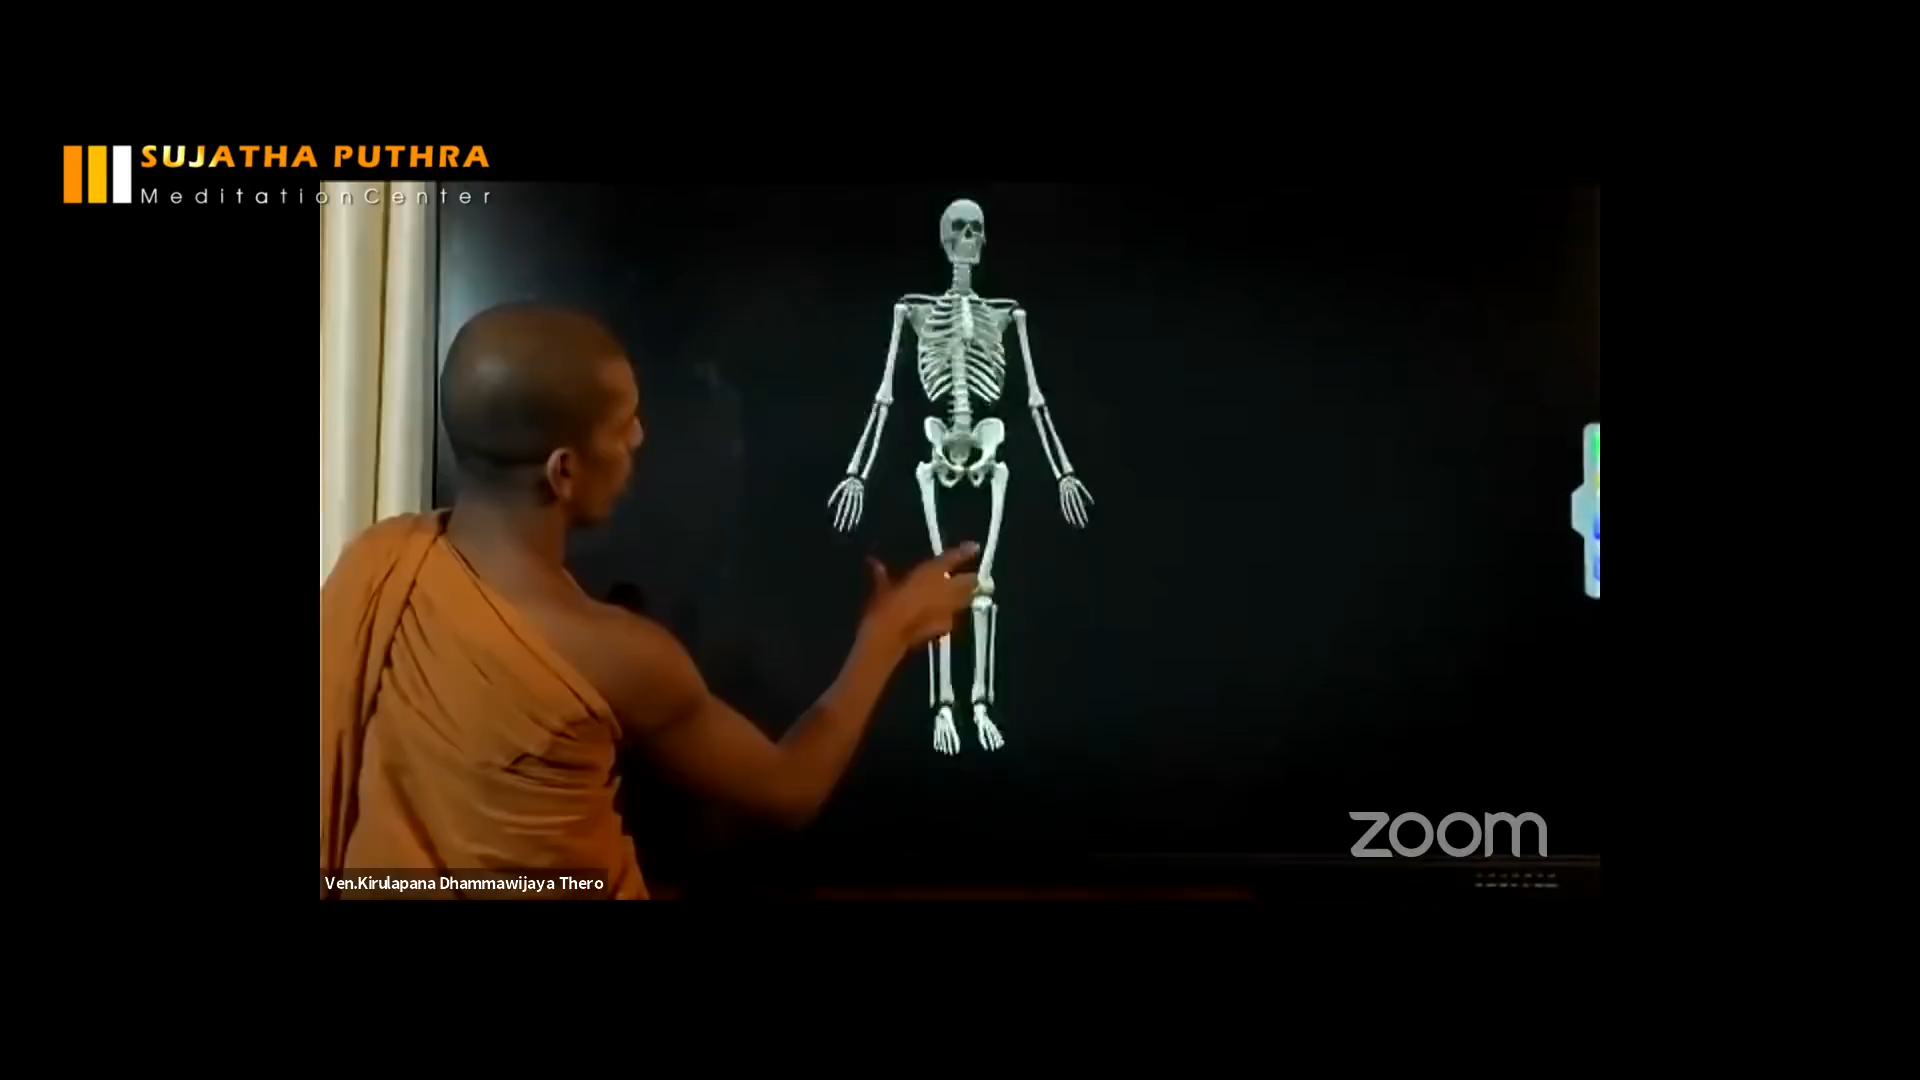 SUJATHA PUTHRA
MeditationCenter
zoom
Ven.Kirulapana Dhammawijaya Thero